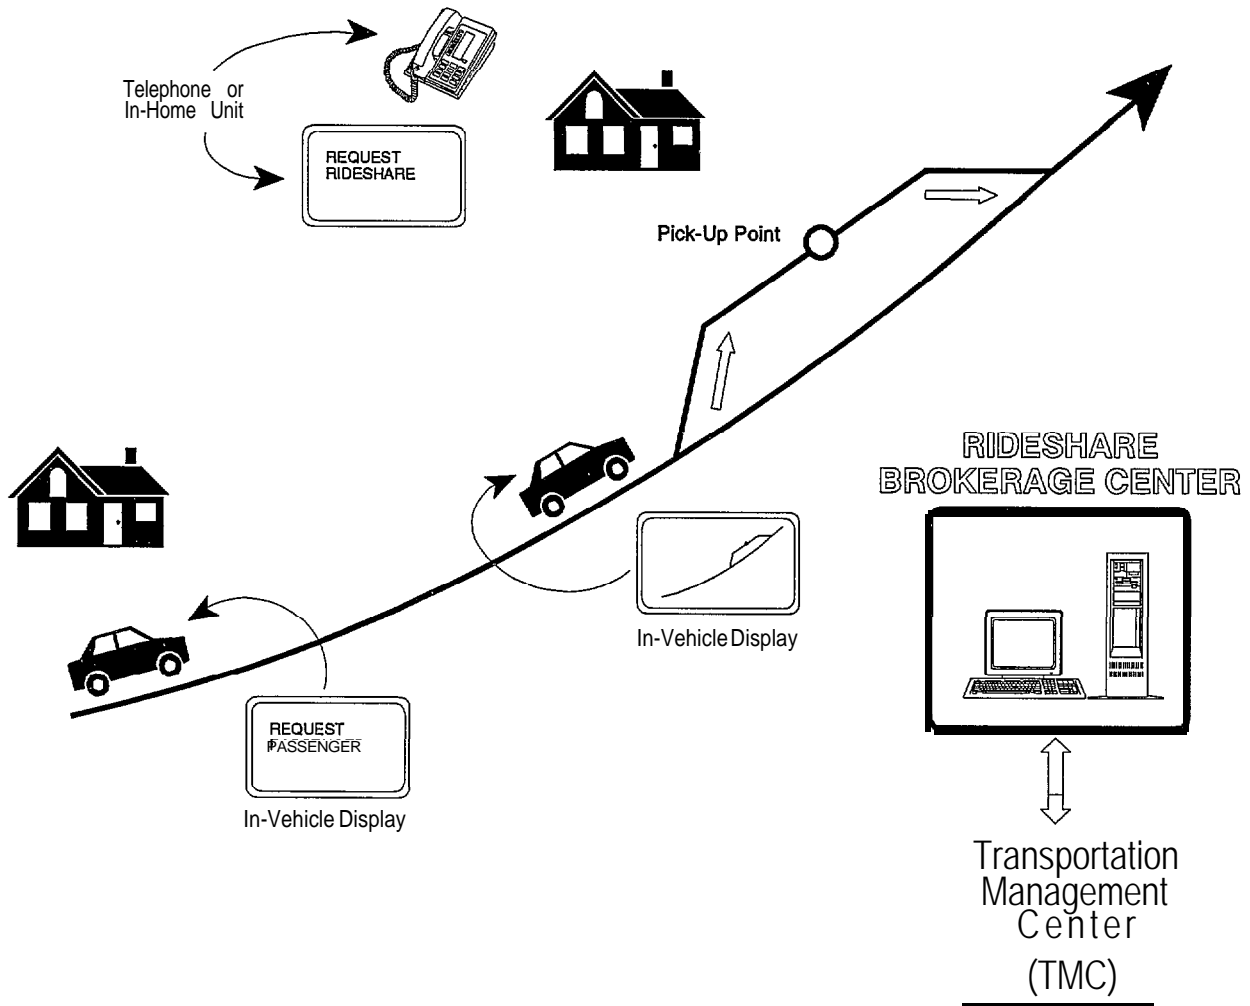 Telephone or
In-Home Unit
REQUEST
RIDESHARE
Pick-Up Point
RIDESHARE
BROKERAGE CENTER
In-Vehicle Display
REQUEST
PASSENGER
In-Vehicle Display
Transportation
Management
Center
(TMC)